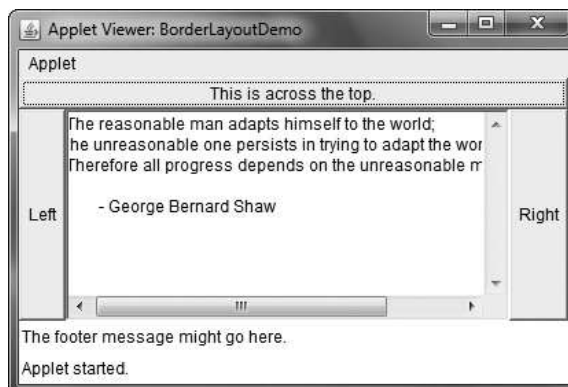 Applet Viewer: BorderLayoutDemo
Applet
This is across the top.
Left
The reasonable man adapts himself to the world;
he unreasonable one persists in trying to adapt the wor
Therefore all progress depends on the unreasonable m
- George Bernard Shaw
Right
The footer message might go here.
Applet started.